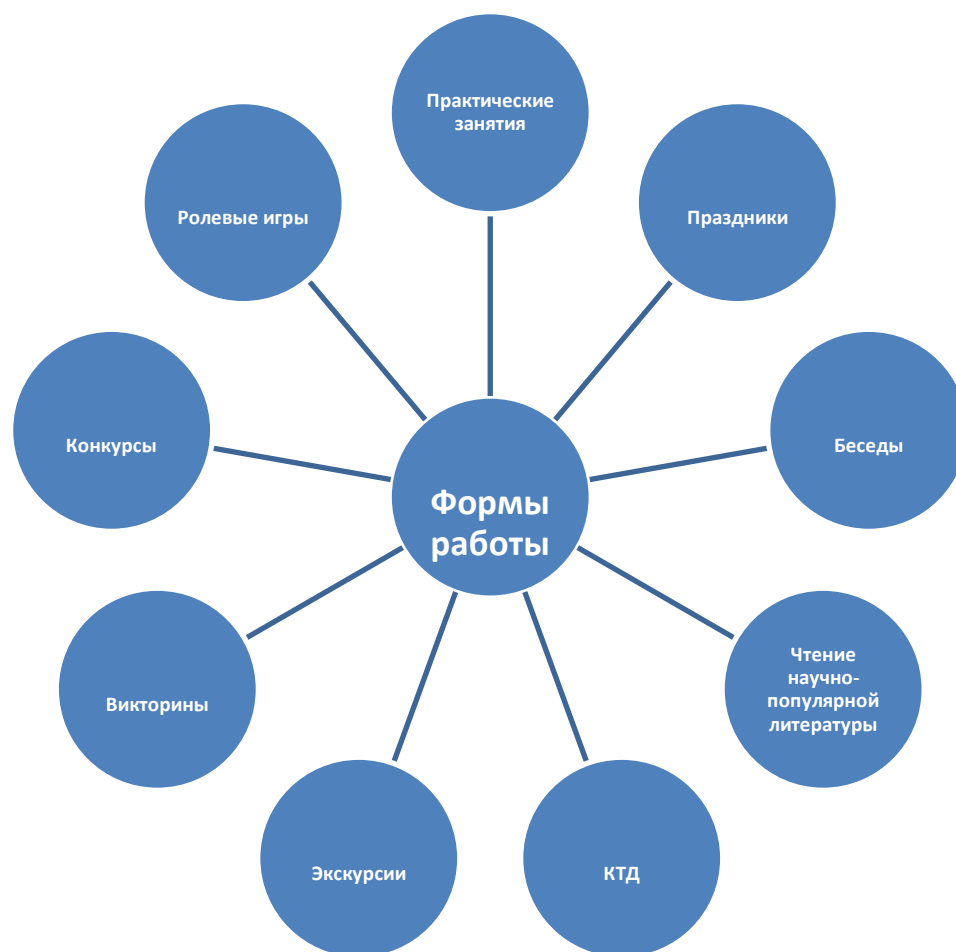 Практические
занятия
Праздники
Беседы
Чтение
научно-
популярной
литературы
КТД
Экскурсии
Викторины
Конкурсы
Ролевые игры
Формы
работы